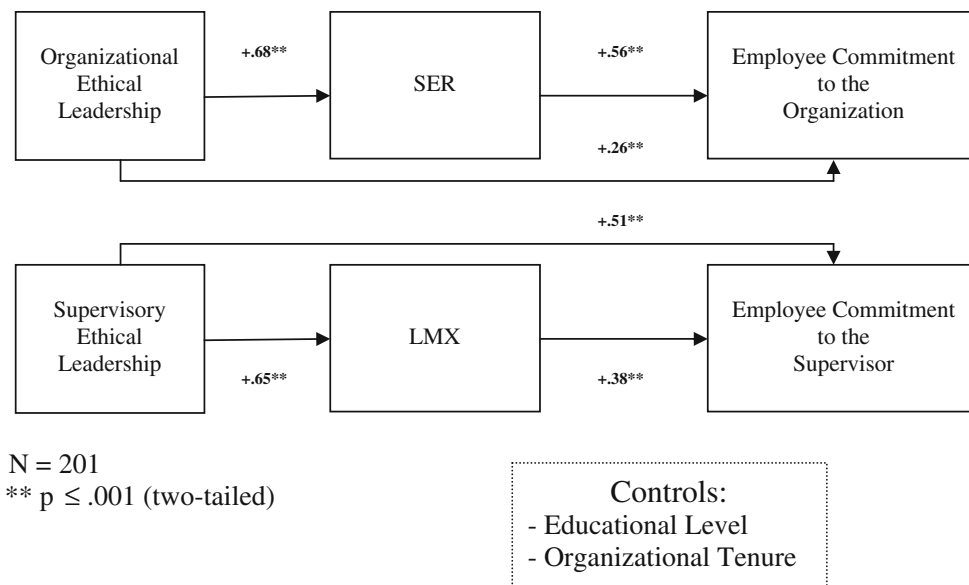 Organizational
Ethical
Leadership
+.68**
SER
+.56**
Employee Commitment
to the
Organization
+.26**
+.51**
Supervisory
Ethical
Leadership
+.65**
LMX
+.38**
Employee Commitment
to the
Supervisor
N = 201
** p ≤ .001 (two-tailed)
Controls:
- Educational Level
- Organizational Tenure